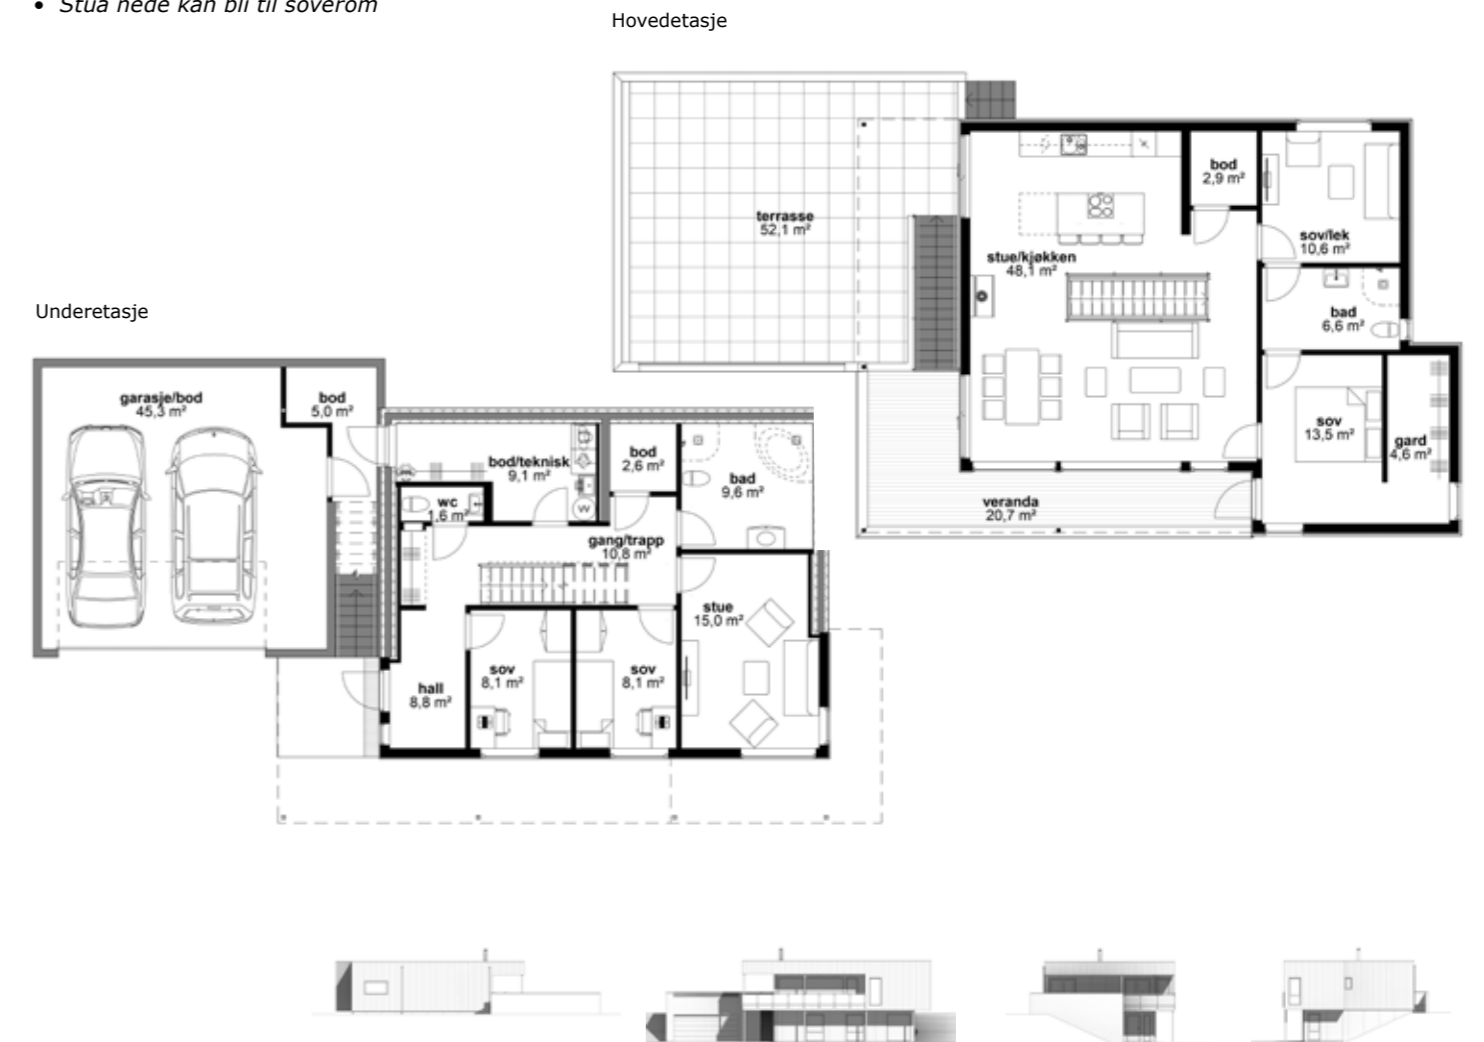 • Stua nede kan bli til soverom
Hovedetasje
terrasse
52,1 m²
stue/kjøkken
48,1 m²
bod
2,9 m²
sov/lek
10,6 m²
bad
6,6 m²
sov
13,5 m²
gard
4,6 m²
veranda
20,7 m²
Underetasje
garasje/bod
45,3 m²
bod
5,0 m²
bod/teknisk
9,1 m²
bod
2,6 m²
bad
9,6 m²
wc
1,6 m²
gang/trapp
10,8 m²
stue
15,0 m²
sov
8,1 m²
sov
8,1 m²
hall
8,8 m²